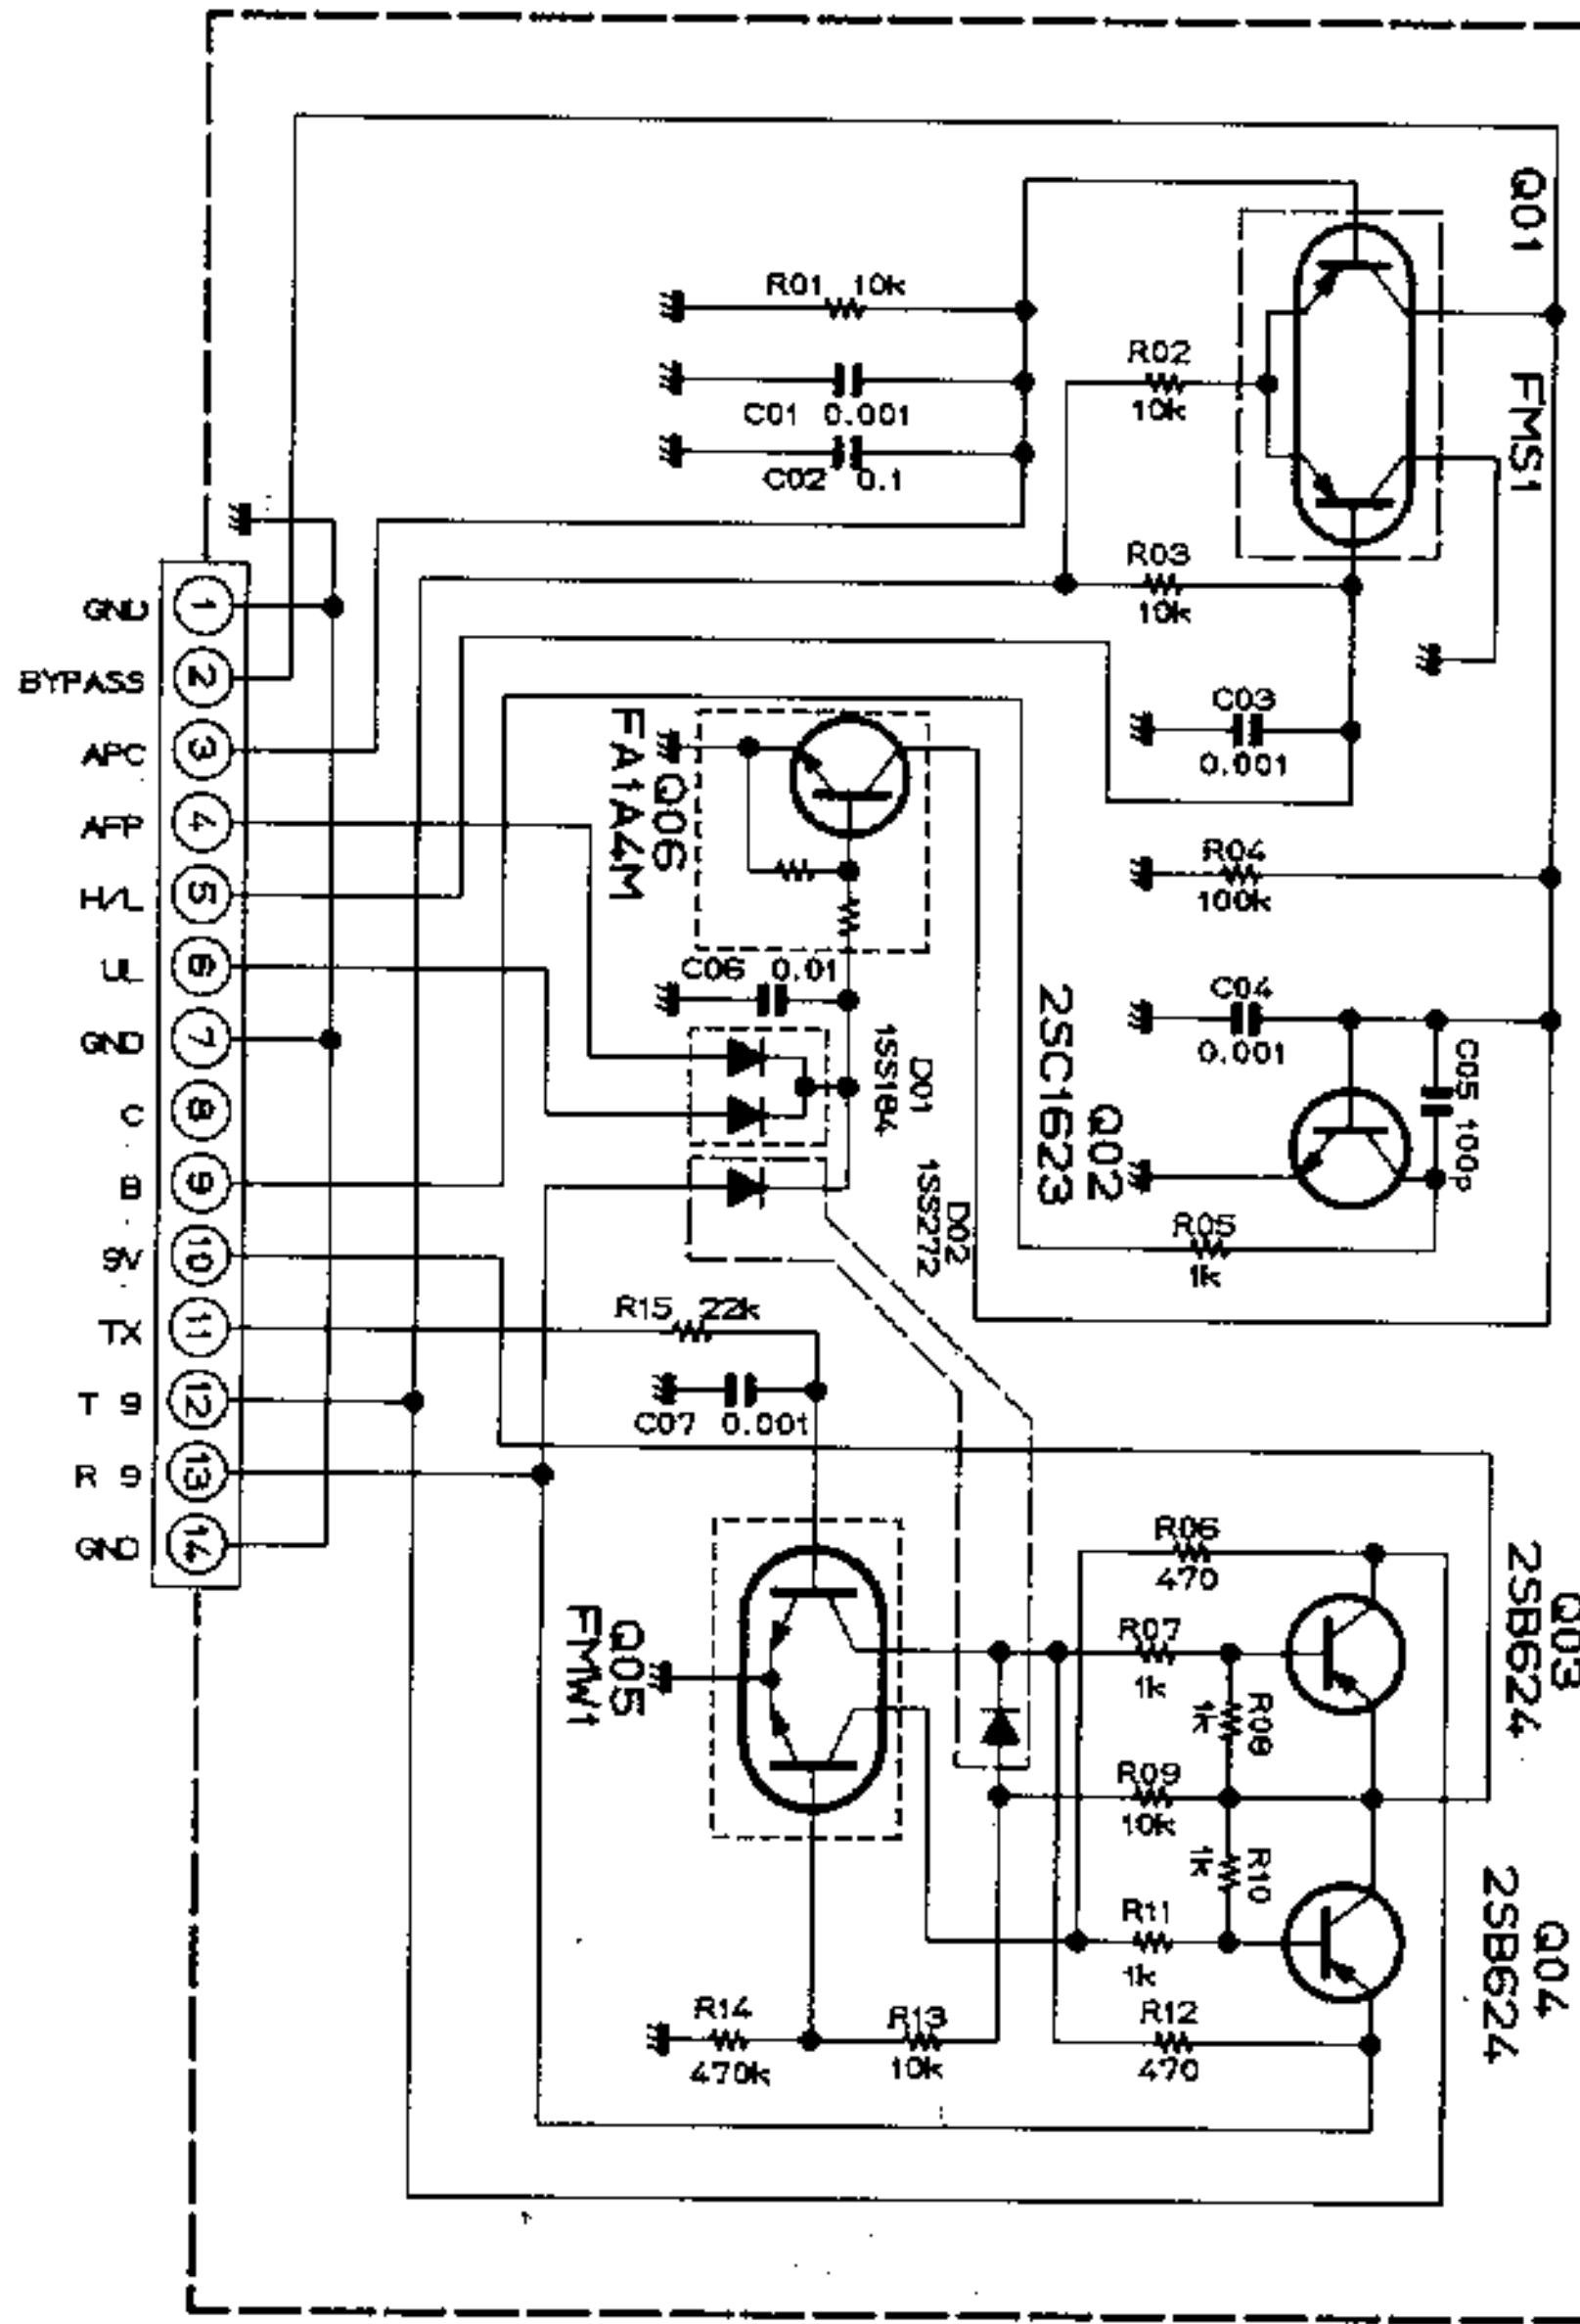 Q01
FMS1
R01 10k
C01 0.001
C02 0.1
R02
10k
R03
10k
C03
0.001
R04
100k
C04
0.001
C05 100p
Q02
2SC1623
R05
1k
Q06
FA1A4M
C06 0.01
D01
1SS184
D02
1SS272
R15 22k
C07 0.001
1
GND
2
BYPASS
3
APC
4
5
H/L
6
UL
7
GND
8
C
9
B
10
9V
11
TX
12
T 9
13
R 9
14
GND
Q05
FMW1
R06
470
R07
1k
1k
R09
10k
R10
1k
R11
1k
R12
470
R13
10k
R14
470k
Q03
2SB624
Q04
2SB624